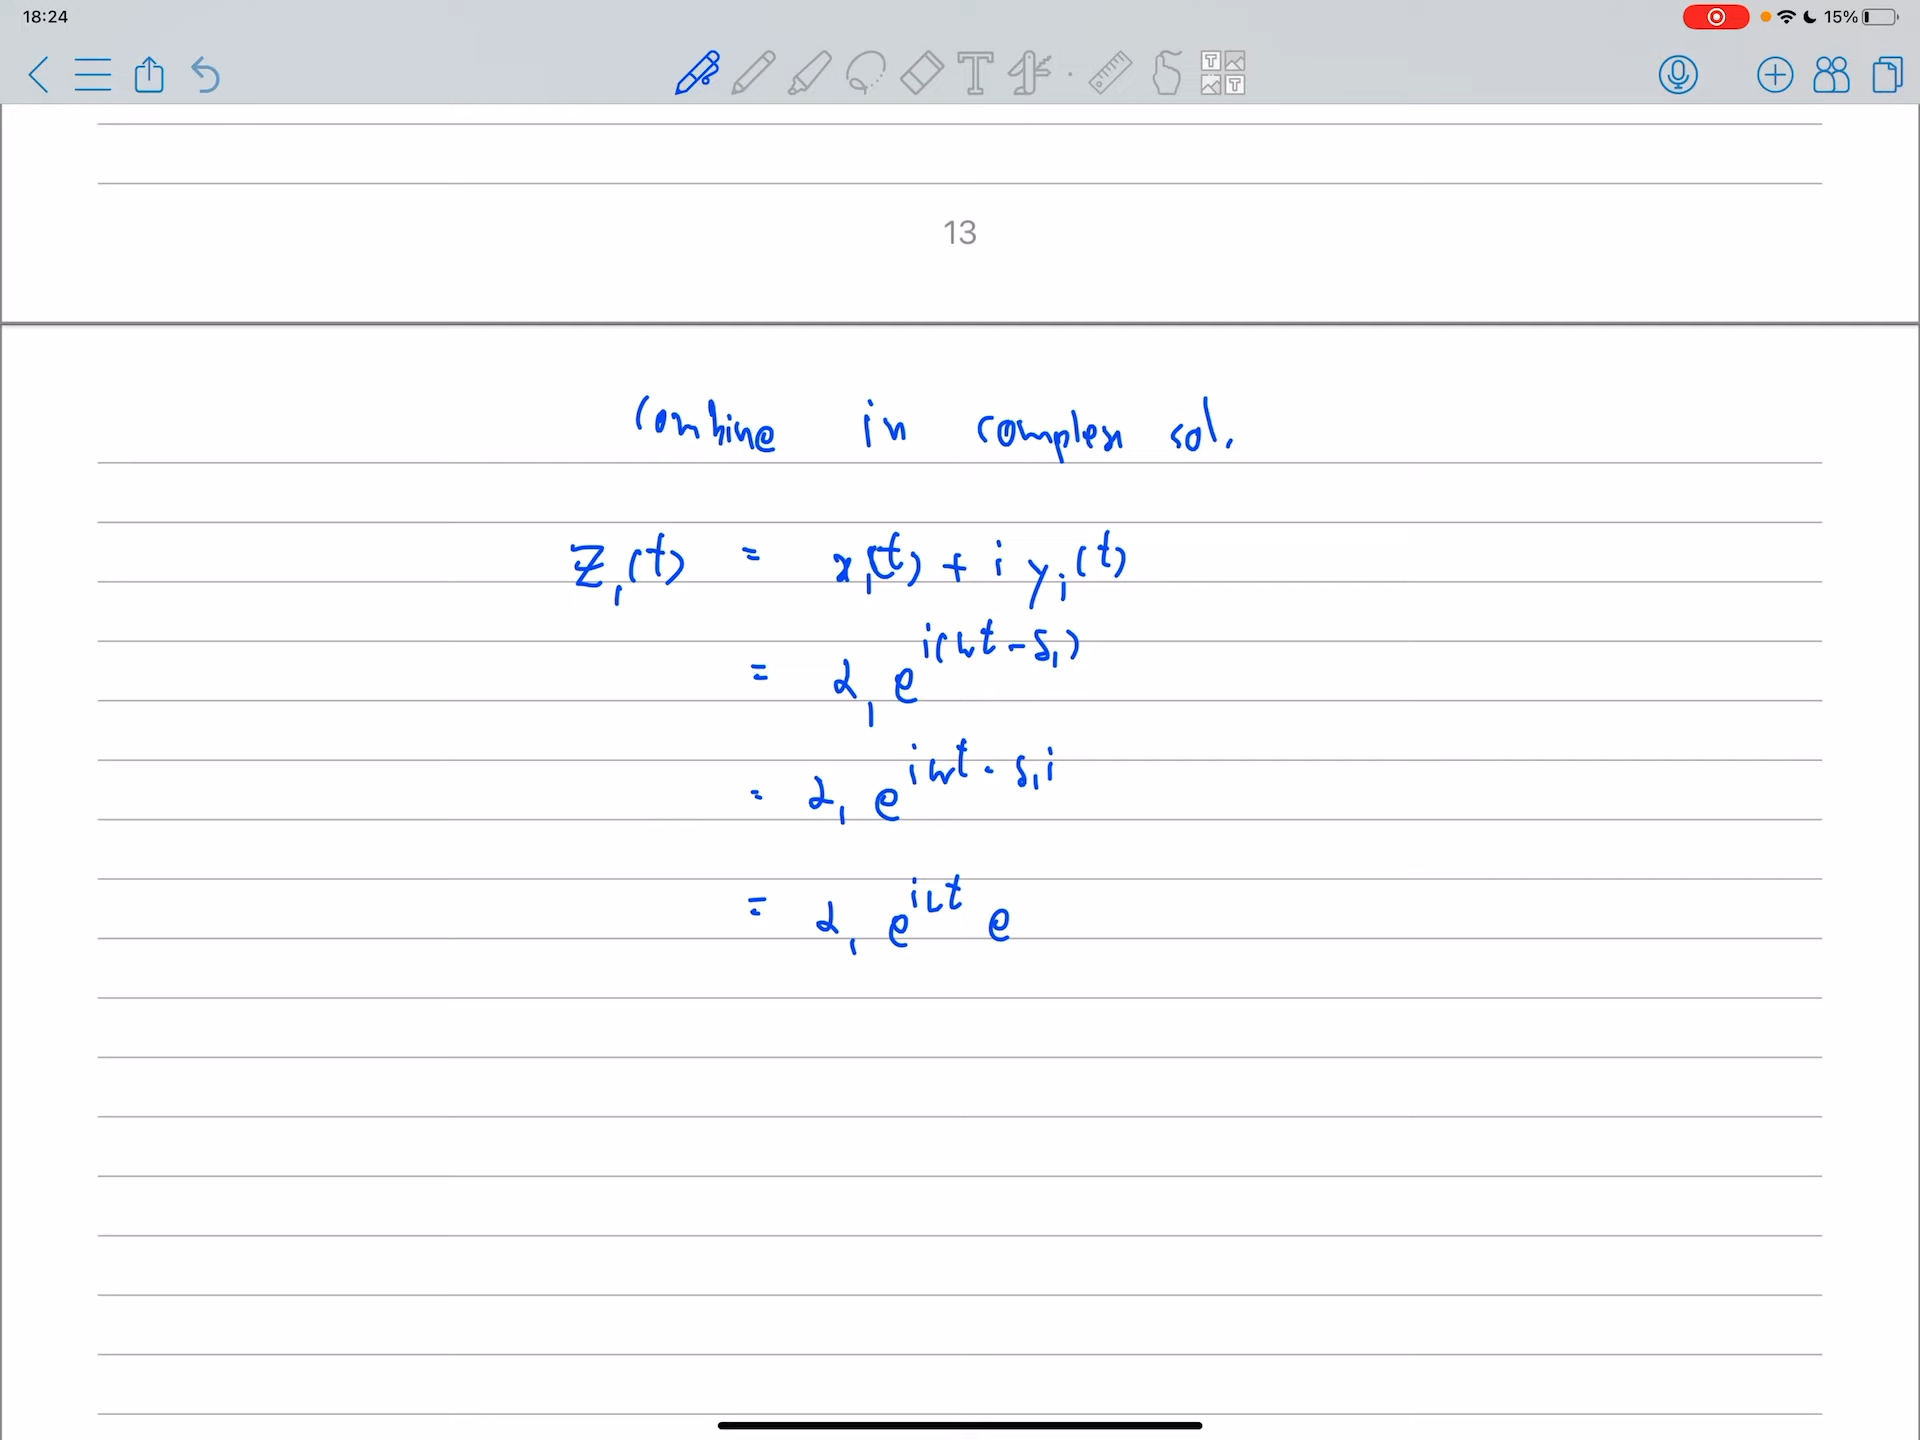 18:24
15%
13
combine in complex sol.
z₁(t) = x₁(t) + i y₁(t)
= α₁ e^{i(ωt - δ₁)}
= α₁ e^{iωt - δ₁i}
= α₁ e^{iωt} e